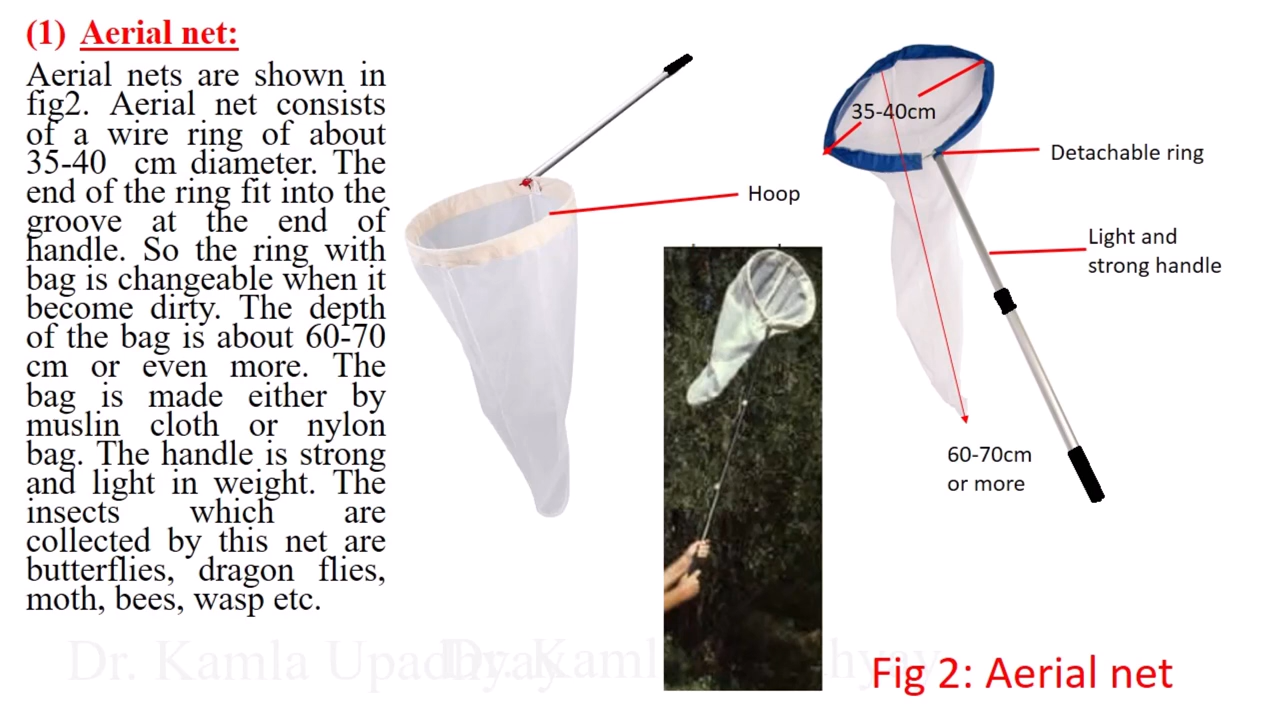 (1) Aerial net:
Aerial nets are shown in
fig2. Aerial net consists
of a wire ring of about
35-40 cm diameter. The
end of the ring fit into the
groove at the end of
handle. So the ring with
bag is changeable when it
become dirty. The depth
of the bag is about 60-70
cm or even more. The
bag is made either by
muslin cloth or nylon
bag. The handle is strong
and light in weight. The
insects which are
collected by this net are
butterflies, dragon flies,
moth, bees, wasp etc.
Hoop
35-40cm
Detachable ring
Light and
strong handle
60-70cm
or more
Dr. Kamla Upadhyay
Fig 2: Aerial net